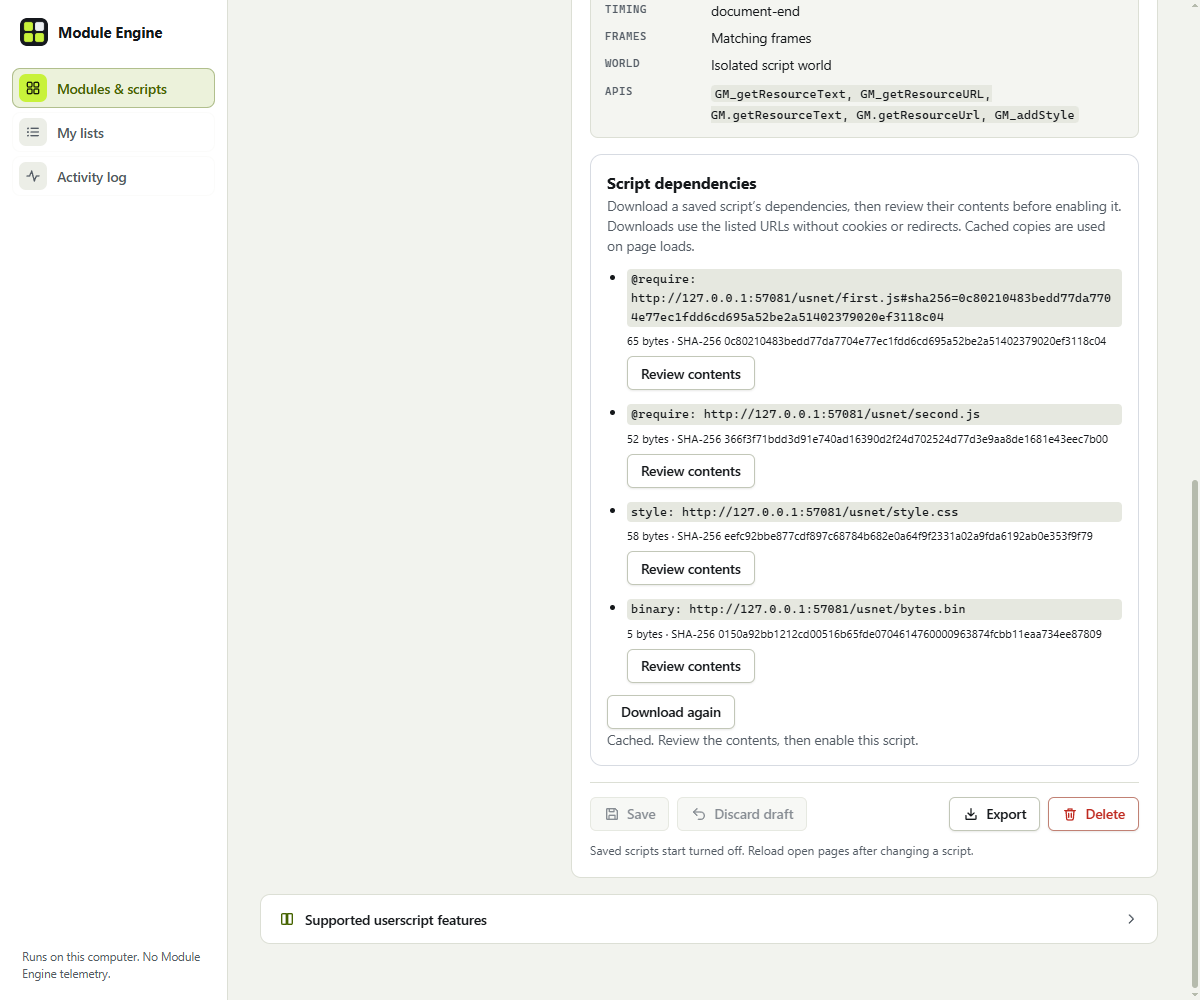 Module Engine
Modules & scripts
My lists
Activity log
Runs on this computer. No Module
Engine telemetry.
TIMING document-end
FRAMES Matching frames
WORLD Isolated script world
APIS GM_getResourceText, GM_getResourceURL,
GM.getResourceText, GM.getResourceUrl, GM_addStyle
Script dependencies
Download a saved script’s dependencies, then review their contents before enabling it.
Downloads use the listed URLs without cookies or redirects. Cached copies are used
on page loads.
@require:
http://127.0.0.1:57081/usnet/first.js#sha256=0c80210483bedd77da770
4e77ec1fdd6cd695a52be2a51402379020ef3118c04
65 bytes · SHA-256 0c80210483bedd77da7704e77ec1fdd6cd695a52be2a51402379020ef3118c04
Review contents
@require: http://127.0.0.1:57081/usnet/second.js
52 bytes · SHA-256 366f3f71bdd3d91e740ad16390d2f24d702524d77d3e9aa8de1681e43eec7b00
Review contents
style: http://127.0.0.1:57081/usnet/style.css
58 bytes · SHA-256 eefc92bbe877cdf897c68784b682e0a64f9f2331a02a9fda6192ab0e353f9f79
Review contents
binary: http://127.0.0.1:57081/usnet/bytes.bin
5 bytes · SHA-256 0150a92bb1212cd00516b65fde0704614760000963874fcbb11eaa734ee87809
Review contents
Download again
Cached. Review the contents, then enable this script.
Save Discard draft Export Delete
Saved scripts start turned off. Reload open pages after changing a script.
Supported userscript features